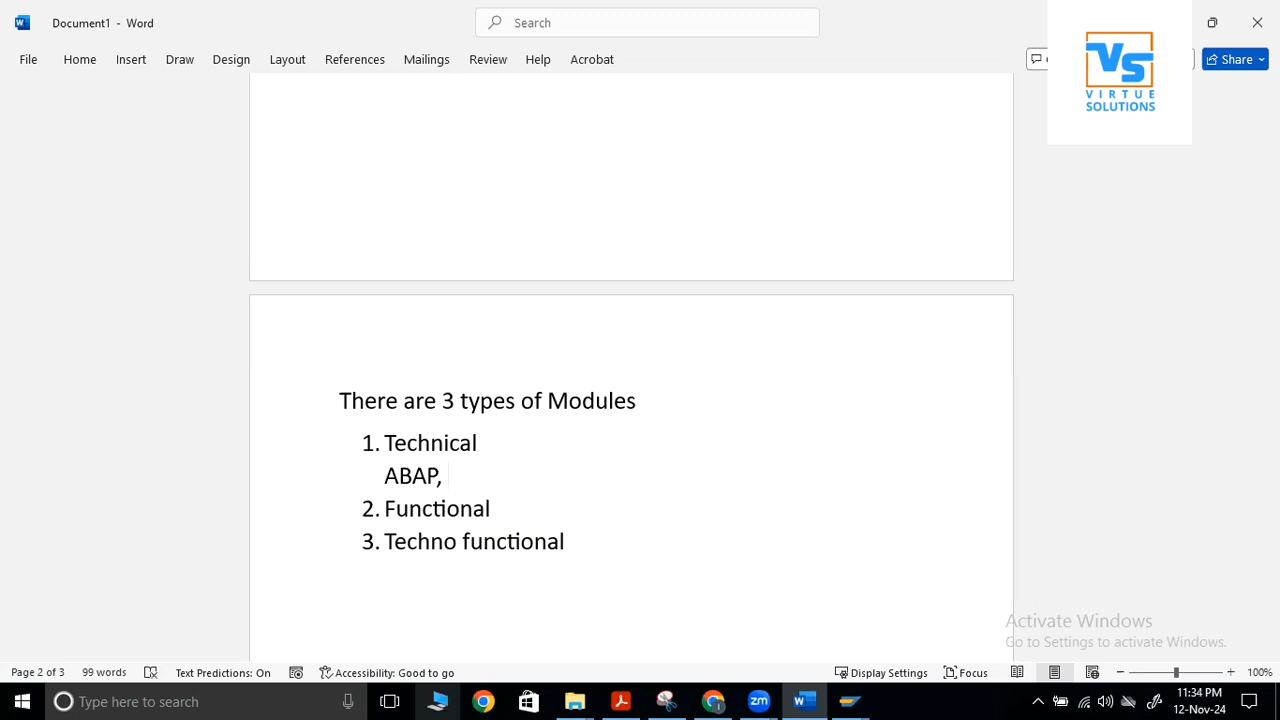 Document1 - Word
Search
File Home Insert Draw Design Layout References Mailings Review Help Acrobat
Share
VS
VIRTUE
SOLUTIONS
There are 3 types of Modules
1. Technical
ABAP,
2. Functional
3. Techno functional
Activate Windows
Go to Settings to activate Windows.
Page 2 of 3 99 words Text Predictions: On Accessibility: Good to go Display Settings Focus 100%
Type here to search
zm
11:34 PM
12-Nov-24